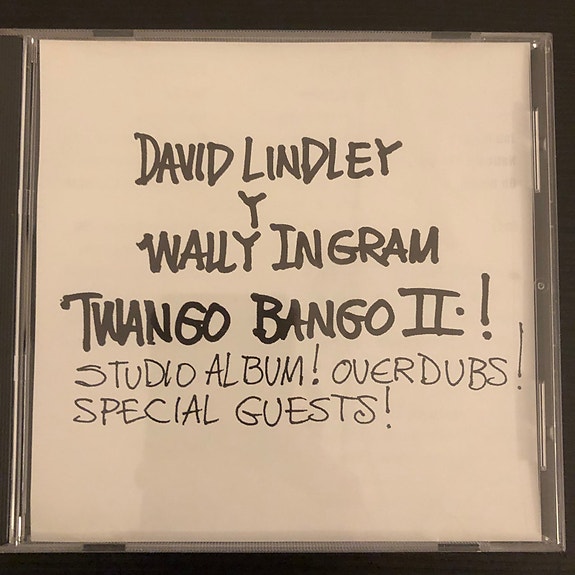 DAVID LINDLEY
Y
WALLY INGRAM
TWANGO BANGO II.!
STUDIO ALBUM! OVERDUBS!
SPECIAL GUESTS!